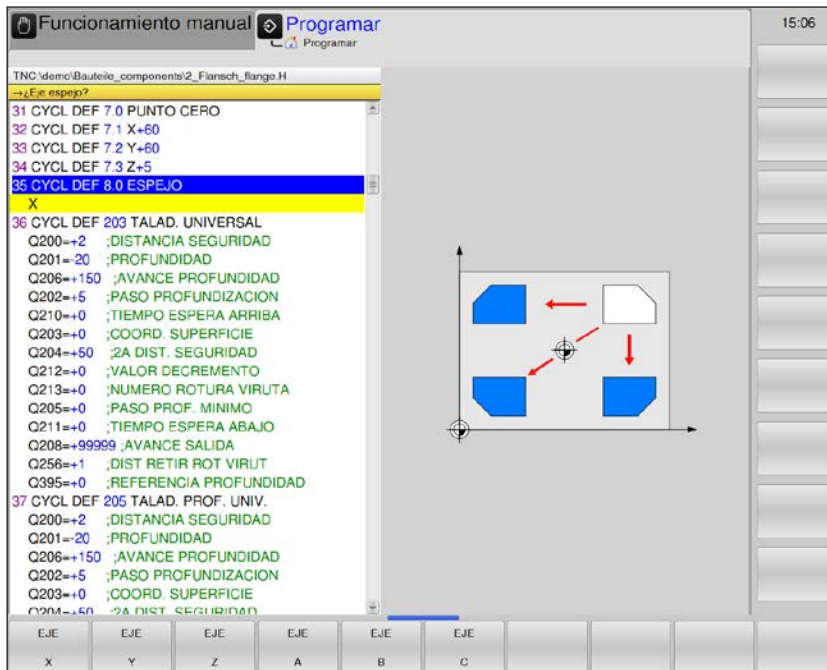 Funcionamiento manual
Programar
Programar
15:06
TNC:\demo\Bauteile_components\2_Flansch_flange.H
→¿Eje espejo?
31 CYCL DEF 7.0 PUNTO CERO
32 CYCL DEF 7.1 X+60
33 CYCL DEF 7.2 Y+60
34 CYCL DEF 7.3 Z+5
35 CYCL DEF 8.0 ESPEJO
X
36 CYCL DEF 203 TALAD. UNIVERSAL
Q200=+2 ;DISTANCIA SEGURIDAD
Q201=-20 ;PROFUNDIDAD
Q206=+150 ;AVANCE PROFUNDIDAD
Q202=+5 ;PASO PROFUNDIZACION
Q210=+0 ;TIEMPO ESPERA ARRIBA
Q203=+0 ;COORD. SUPERFICIE
Q204=+50 ;2A DIST. SEGURIDAD
Q212=+0 ;VALOR DECREMENTO
Q213=+0 ;NUMERO ROTURA VIRUTA
Q205=+0 ;PASO PROF. MINIMO
Q211=+0 ;TIEMPO ESPERA ABAJO
Q208=+99999 ;AVANCE SALIDA
Q256=+1 ;DIST RETIR ROT VIRUT
Q395=+0 ;REFERENCIA PROFUNDIDAD
37 CYCL DEF 205 TALAD. PROF. UNIV.
Q200=+2 ;DISTANCIA SEGURIDAD
Q201=-20 ;PROFUNDIDAD
Q206=+150 ;AVANCE PROFUNDIDAD
Q202=+5 ;PASO PROFUNDIZACION
Q203=+0 ;COORD. SUPERFICIE
Q204=+50 ;2A DIST. SEGURIDAD
EJE EJE EJE EJE EJE EJE
X Y Z A B C